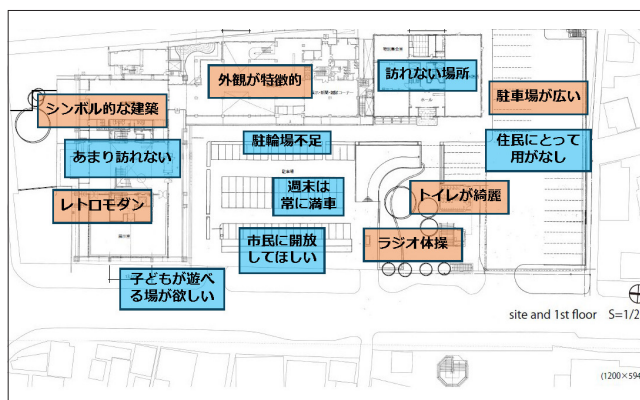 外観が特徴的
訪れない場所
シンボル的な建築
駐車場が広い
駐輪場不足
住民にとって
用がなし
あまり訪れない
駐車場
週末は
常に満車
レトロモダン
トイレが綺麗
市民に開放
してほしい
ラジオ体操
子どもが遊べ
る場が欲しい
site and 1st floor S=1/2
(1200×594